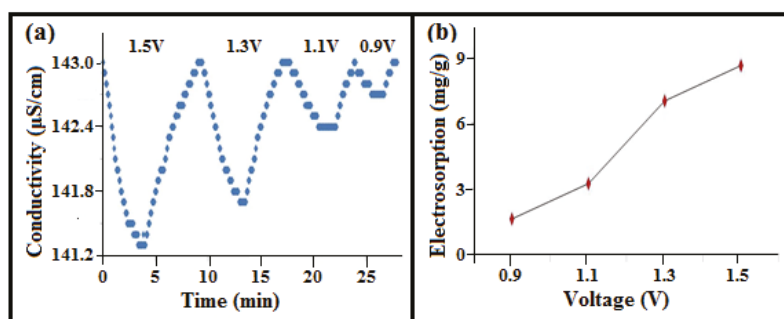 (a)
1.5V 1.3V 1.1V 0.9V
143.0
142.4
141.8
141.2
Conductivity (µS/cm)
0 5 10 15 20 25
Time (min)
(b)
9
6
3
0
Electrosorption (mg/g)
0.9 1.1 1.3 1.5
Voltage (V)